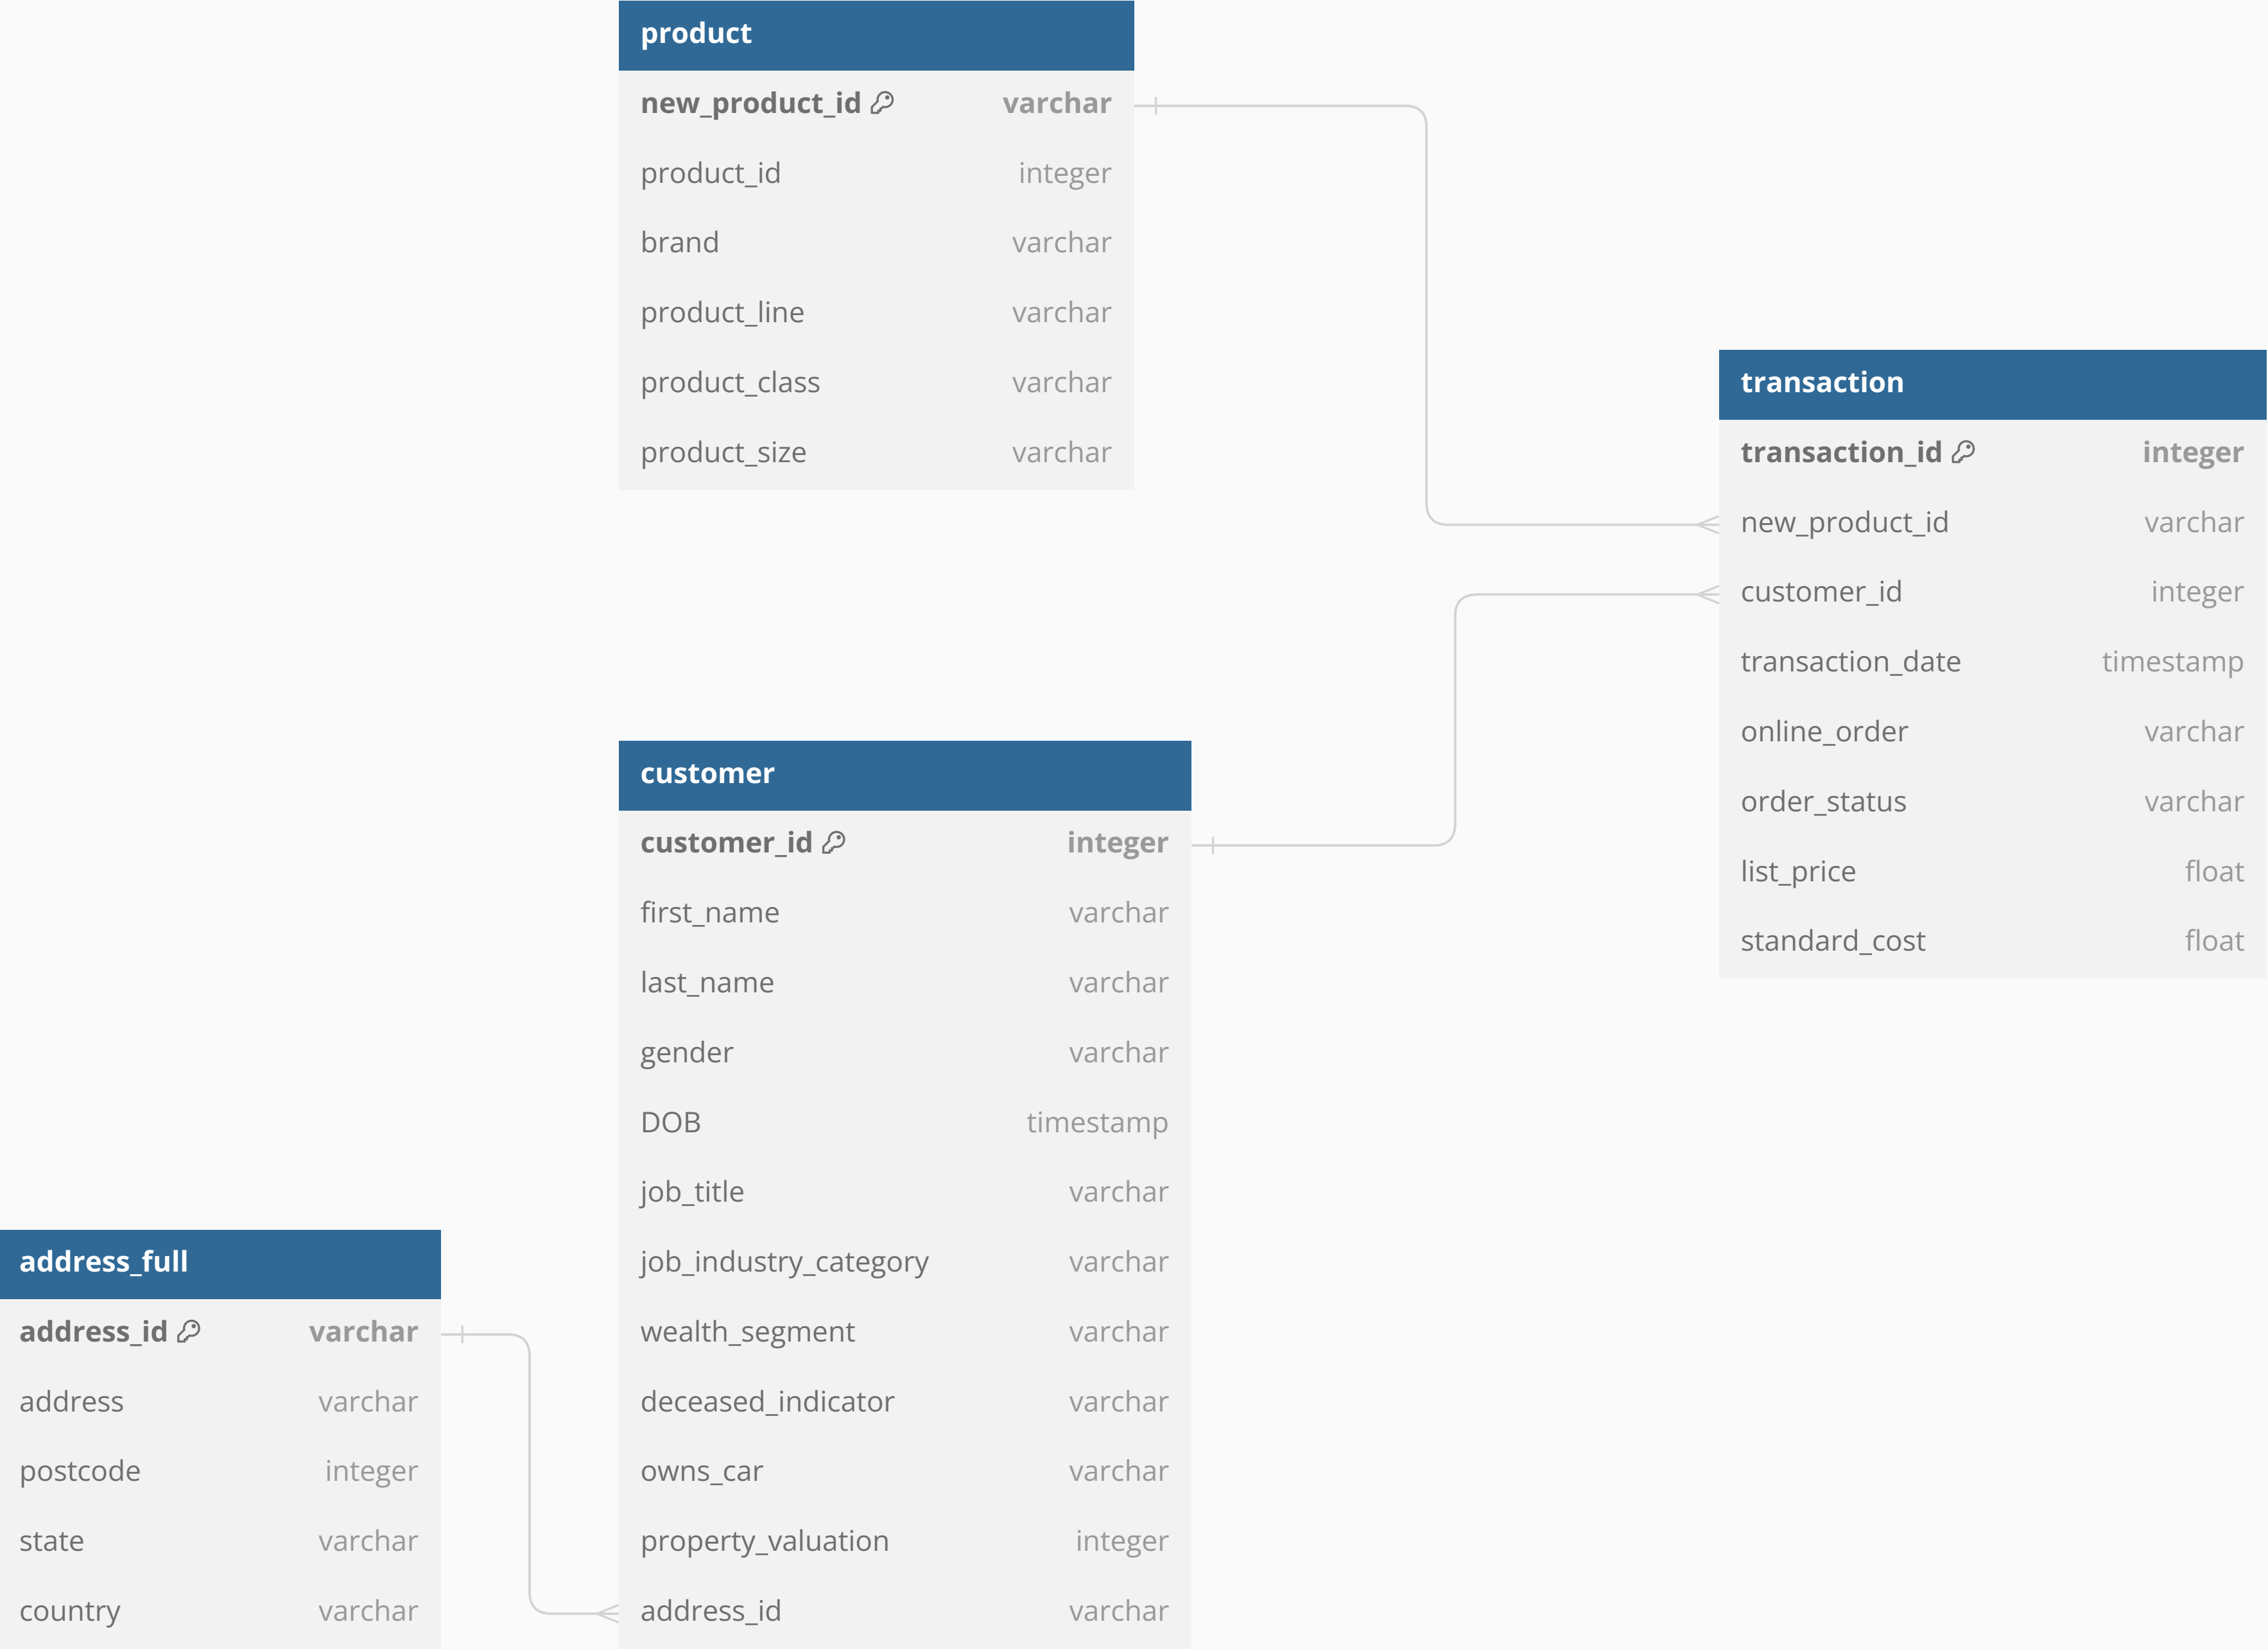 product
new_product_id varchar
product_id integer
brand varchar
product_line varchar
product_class varchar
product_size varchar
transaction
transaction_id integer
new_product_id varchar
customer_id integer
transaction_date timestamp
online_order varchar
order_status varchar
list_price float
standard_cost float
customer
customer_id integer
first_name varchar
last_name varchar
gender varchar
DOB timestamp
job_title varchar
job_industry_category varchar
wealth_segment varchar
deceased_indicator varchar
owns_car varchar
property_valuation integer
address_id varchar
address_full
address_id varchar
address varchar
postcode integer
state varchar
country varchar